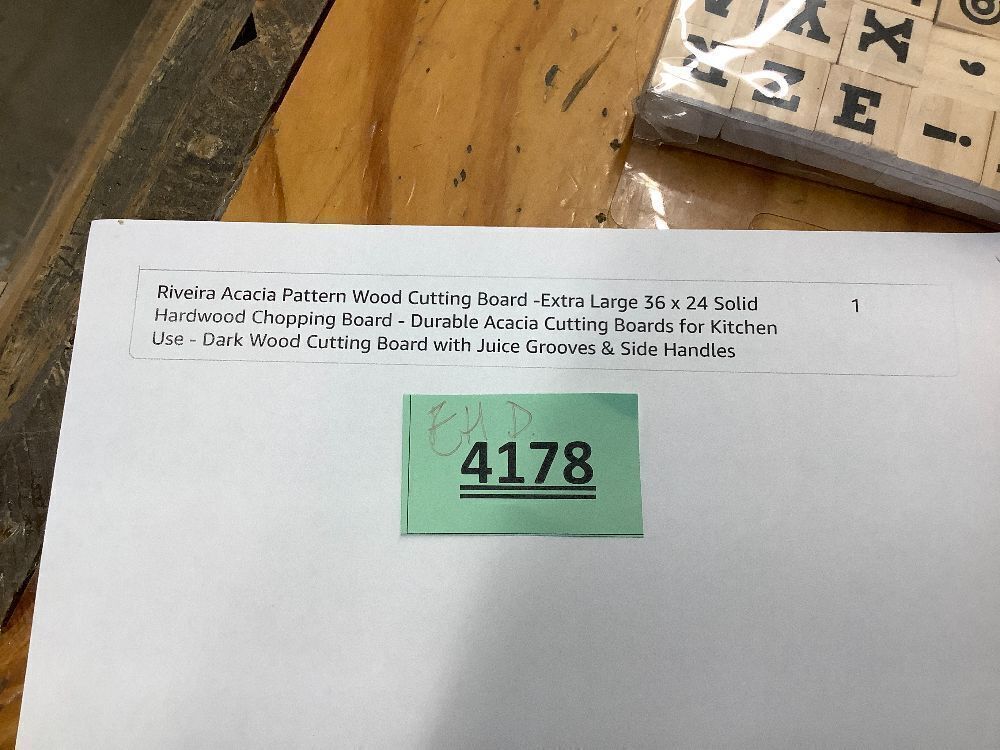 X X
N Z E !
Riveira Acacia Pattern Wood Cutting Board -Extra Large 36 x 24 Solid 1
Hardwood Chopping Board - Durable Acacia Cutting Boards for Kitchen
Use - Dark Wood Cutting Board with Juice Grooves & Side Handles
EH D.
4178